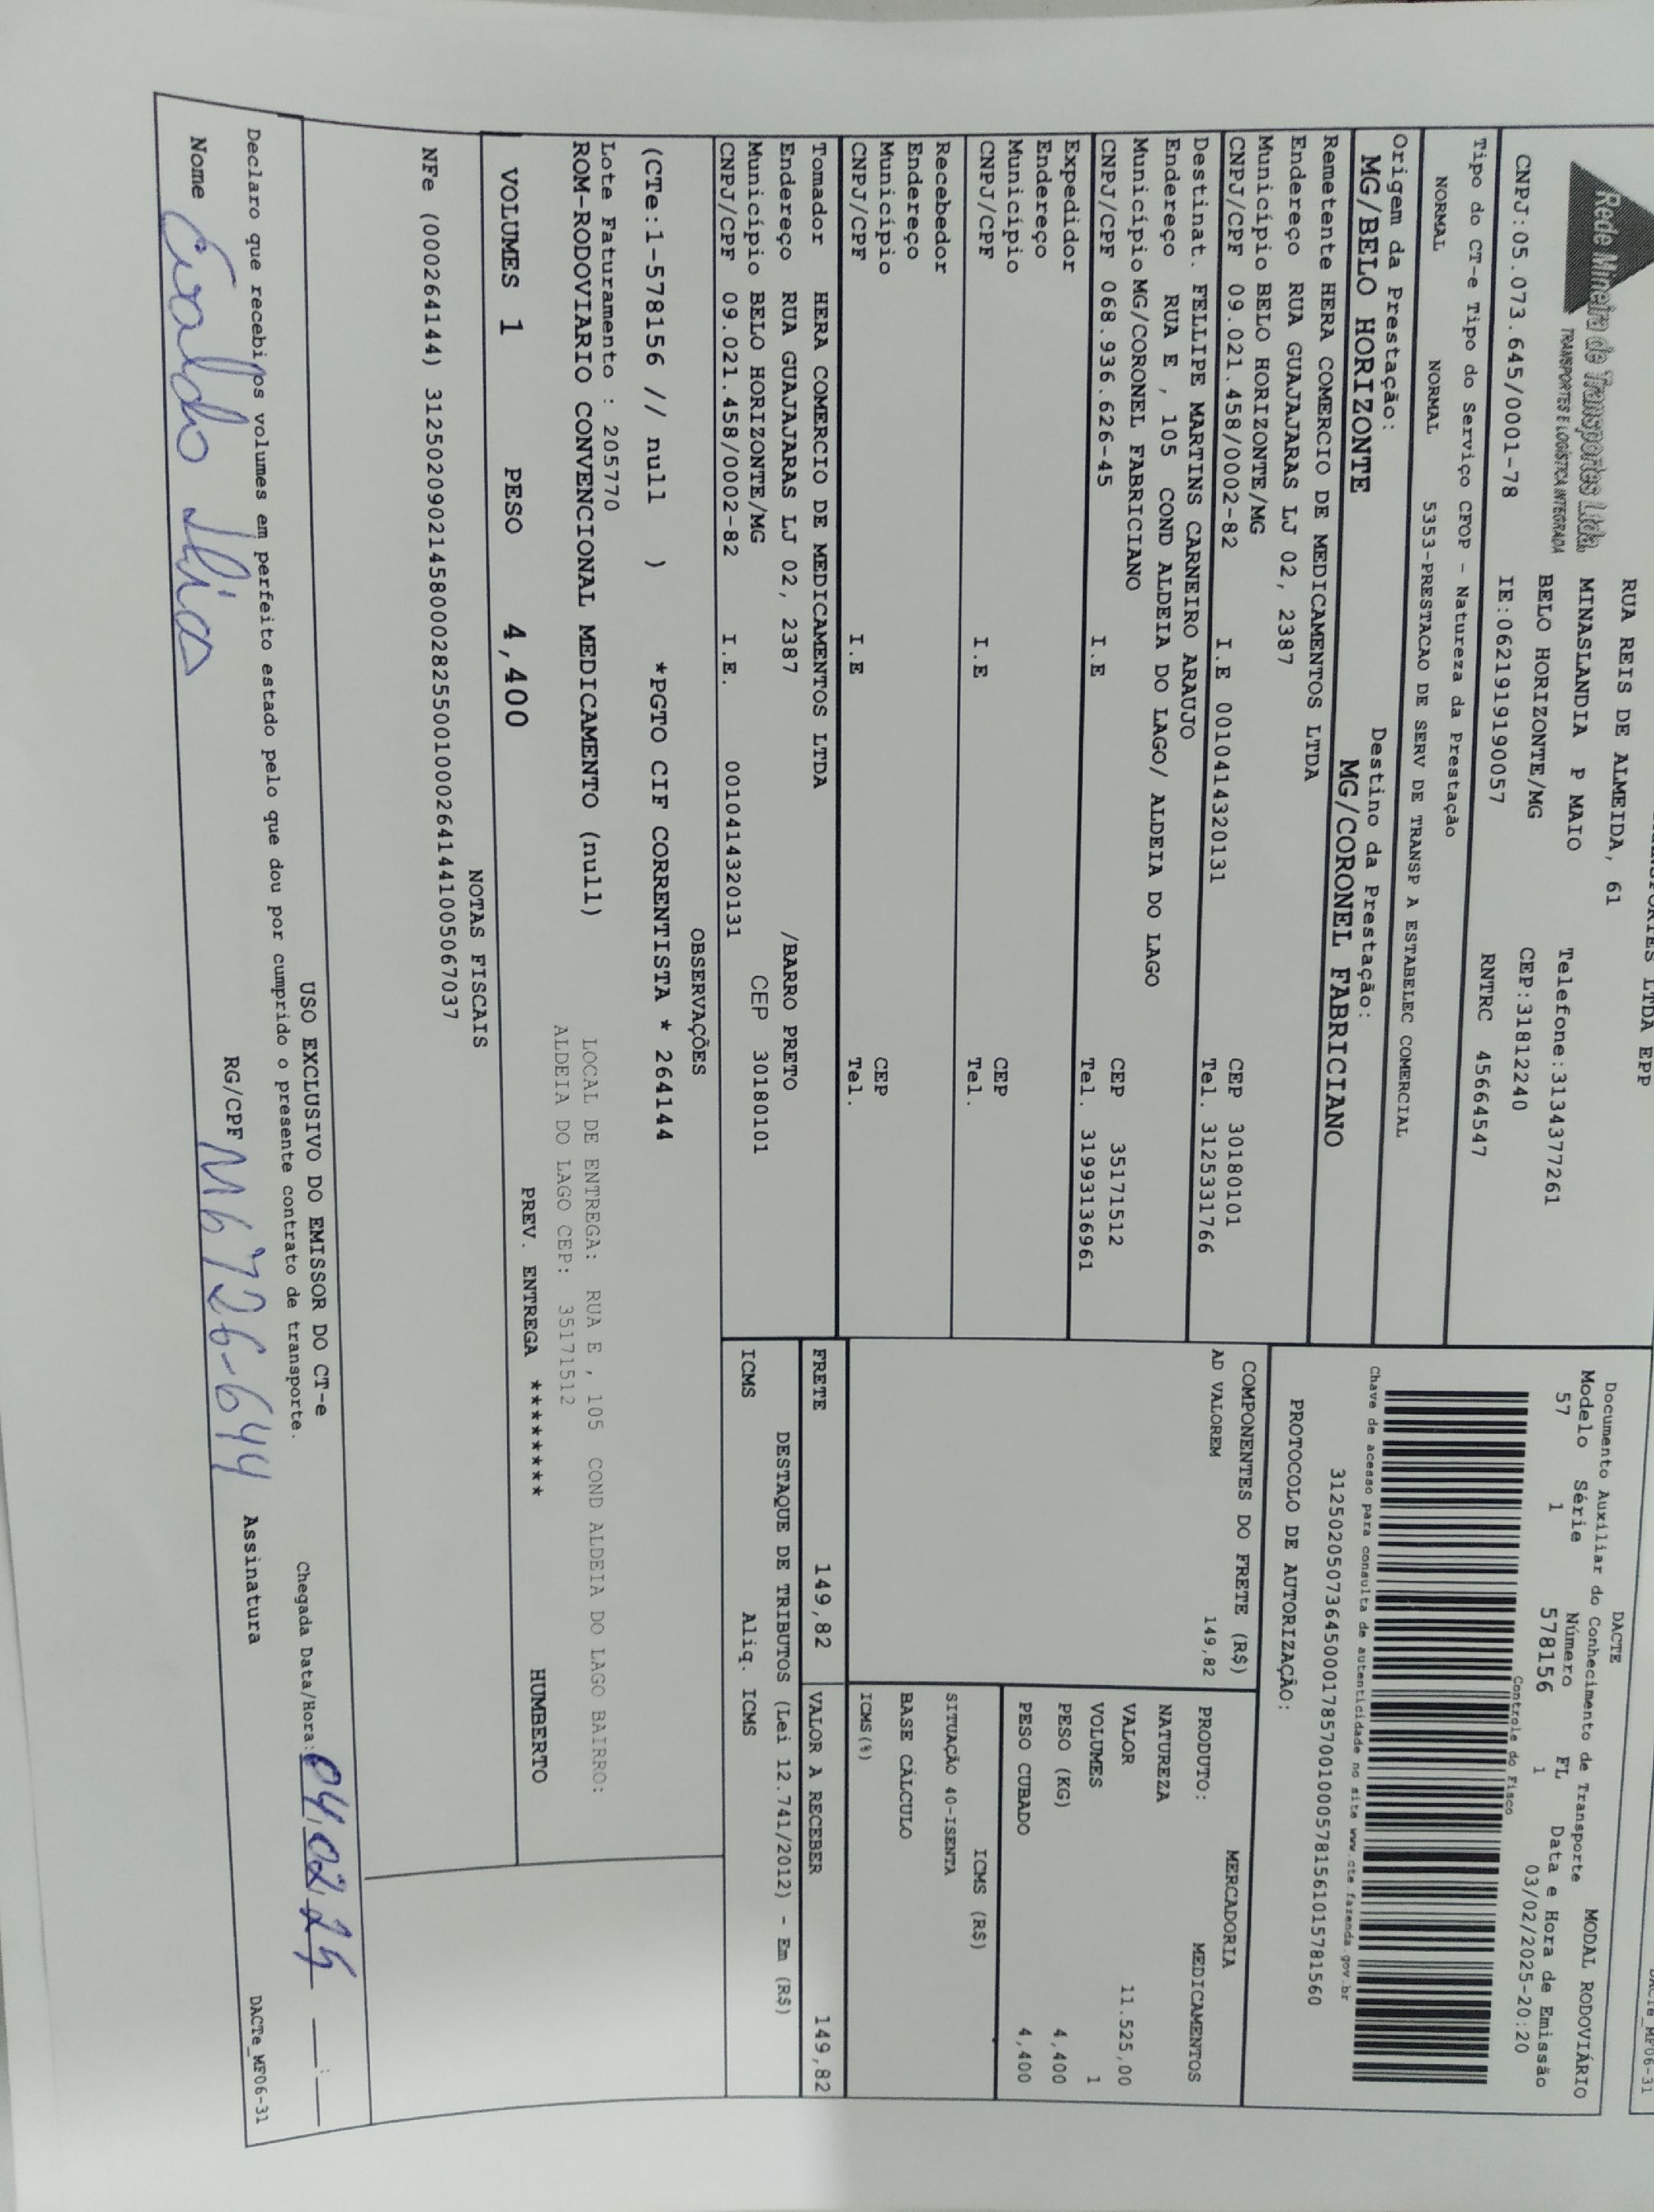 RUA REIS DE ALMEIDA, 61
Rede Mineira de Transportes Ltda.
TRANSPORTES E LOGÍSTICA INTEGRADA
MINASLANDIA P MAIO
Telefone:3134377261
BELO HORIZONTE/MG
CEP:31812240
CNPJ:05.073.645/0001-78 IE:0621919190057 RNTRC 45664547
Tipo do CT-e Tipo do Serviço CFOP - Natureza da Prestação
NORMAL NORMAL 5353-PRESTACAO DE SERV DE TRANSP A ESTABELEC COMERCIAL
Origem da Prestação: Destino da Prestação:
MG/BELO HORIZONTE MG/CORONEL FABRICIANO
Remetente HERA COMERCIO DE MEDICAMENTOS LTDA
Endereço RUA GUAJAJARAS LJ 02, 2387
Município BELO HORIZONTE/MG CEP 30180101
CNPJ/CPF 09.021.458/0002-82 I.E 0010414320131 Tel. 3125331766
Destinat. FELLIPE MARTINS CARNEIRO ARAUJO
Endereço RUA E , 105 COND ALDEIA DO LAGO/ ALDEIA DO LAGO
Município MG/CORONEL FABRICIANO CEP 35171512
CNPJ/CPF 068.936.626-45 I.E Tel. 31993136961
Expedidor
Endereço
Município CEP
CNPJ/CPF I.E Tel.
Recebedor
Endereço
Município CEP
CNPJ/CPF I.E Tel.
Tomador HERA COMERCIO DE MEDICAMENTOS LTDA
Endereço RUA GUAJAJARAS LJ 02, 2387 /BARRO PRETO
Município BELO HORIZONTE/MG CEP 30180101
CNPJ/CPF 09.021.458/0002-82 I.E. 0010414320131
DACTE
Documento Auxiliar do Conhecimento de Transporte MODAL RODOVIÁRIO
Modelo Série Número FL Data e Hora de Emissão
57 1 578156 1 03/02/2025-20:20
Controle do Fisco
Chave de acesso para consulta de autenticidade no site www.cte.fazenda.gov.br
31250205073645000178570010005781561015781560
PROTOCOLO DE AUTORIZAÇÃO:
COMPONENTES DO FRETE (R$)
AD VALOREM 149,82
MERCADORIA
PRODUTO: MEDICAMENTOS
NATUREZA
VALOR 11.525,00
VOLUMES 1
PESO (KG) 4,400
PESO CUBADO 4,400
ICMS (R$)
SITUAÇÃO 40-ISENTA
BASE CÁLCULO
ICMS(%)
FRETE 149,82 VALOR A RECEBER 149,82
DESTAQUE DE TRIBUTOS (Lei 12.741/2012) - Em (R$)
ICMS Aliq. ICMS
OBSERVAÇÕES
(CTe:1-578156 // null ) *PGTO CIF CORRENTISTA * 264144
Lote Faturamento : 205770
ROM-RODOVIARIO CONVENCIONAL MEDICAMENTO (null)
LOCAL DE ENTREGA: RUA E , 105 COND ALDEIA DO LAGO BAIRRO:
ALDEIA DO LAGO CEP: 35171512
VOLUMES 1 PESO 4,400 PREV. ENTREGA ******** HUMBERTO
NOTAS FISCAIS
NFe (000264144) 31250209021458000282550010002641441005067037
USO EXCLUSIVO DO EMISSOR DO CT-e
Declaro que recebi os volumes em perfeito estado pelo que dou por cumprido o presente contrato de transporte.
Chegada Data/Hora: 04,02,25 __:__
Nome RG/CPF M6726-644 Assinatura
DACTe_MF06-31